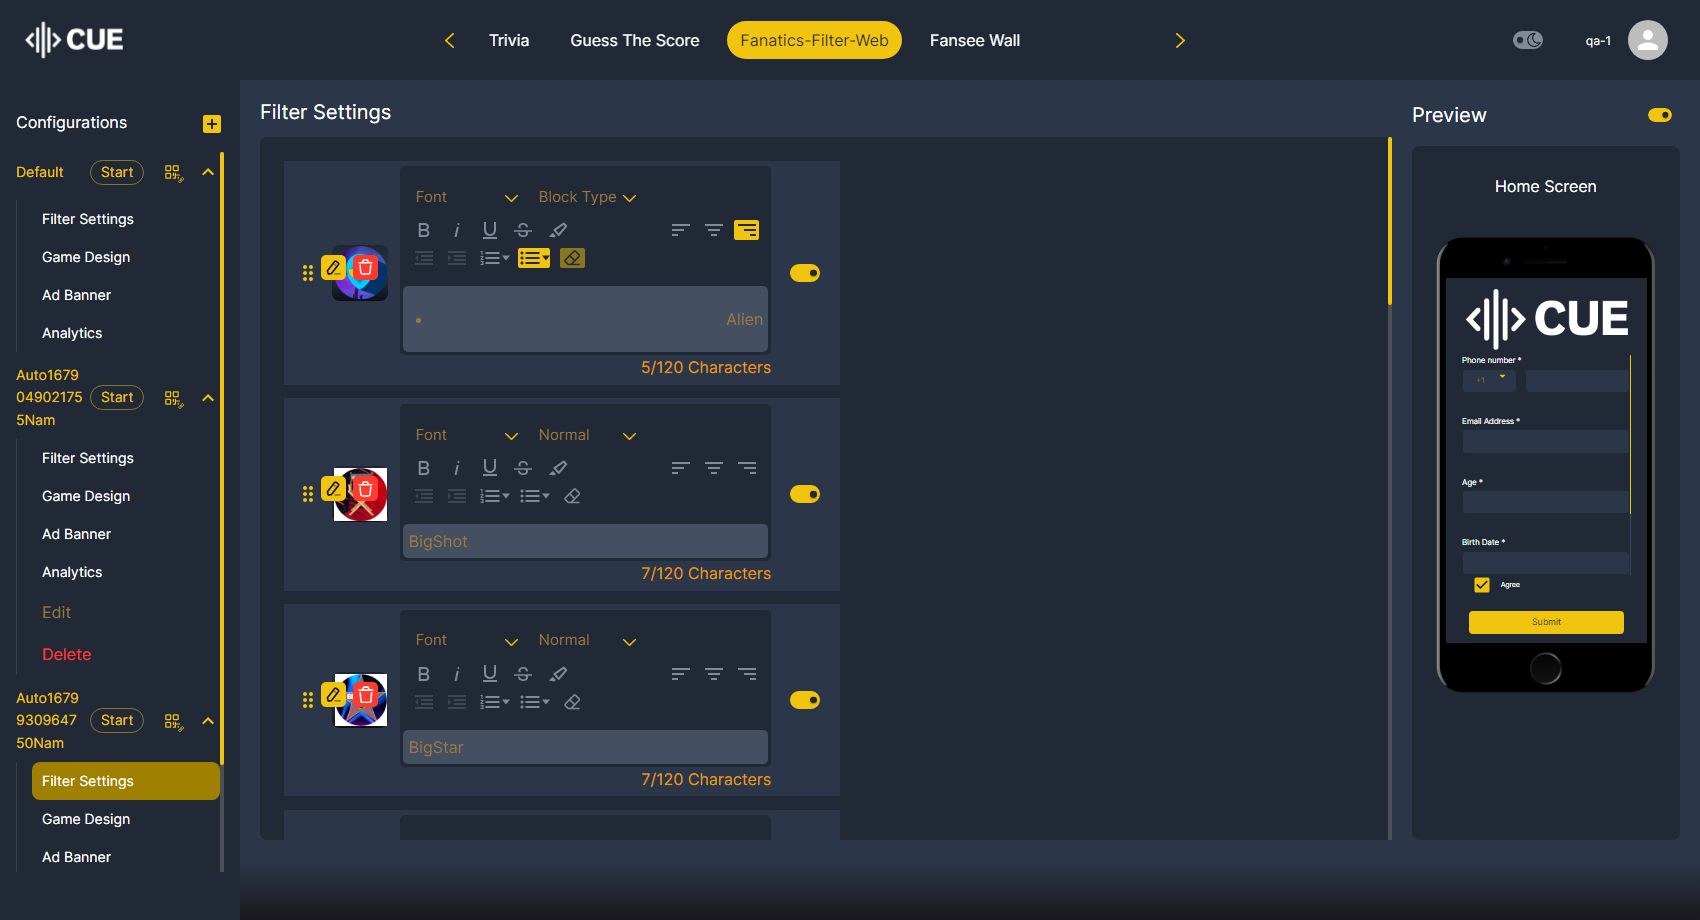 CUE
Trivia
Guess The Score
Fanatics-Filter-Web
Fansee Wall
qa-1
Configurations
Default
Start
Filter Settings
Game Design
Ad Banner
Analytics
Auto1679
04902175
5Nam
Start
Filter Settings
Game Design
Ad Banner
Analytics
Edit
Delete
Auto1679
9309647
50Nam
Start
Filter Settings
Game Design
Ad Banner
Filter Settings
Font
Block Type
B i U S
Alien
5/120 Characters
Font
Normal
B i U S
BigShot
7/120 Characters
Font
Normal
B i U S
BigStar
7/120 Characters
Preview
Home Screen
CUE
Phone number *
+1
Email Address *
Age *
Birth Date *
Agree
Submit